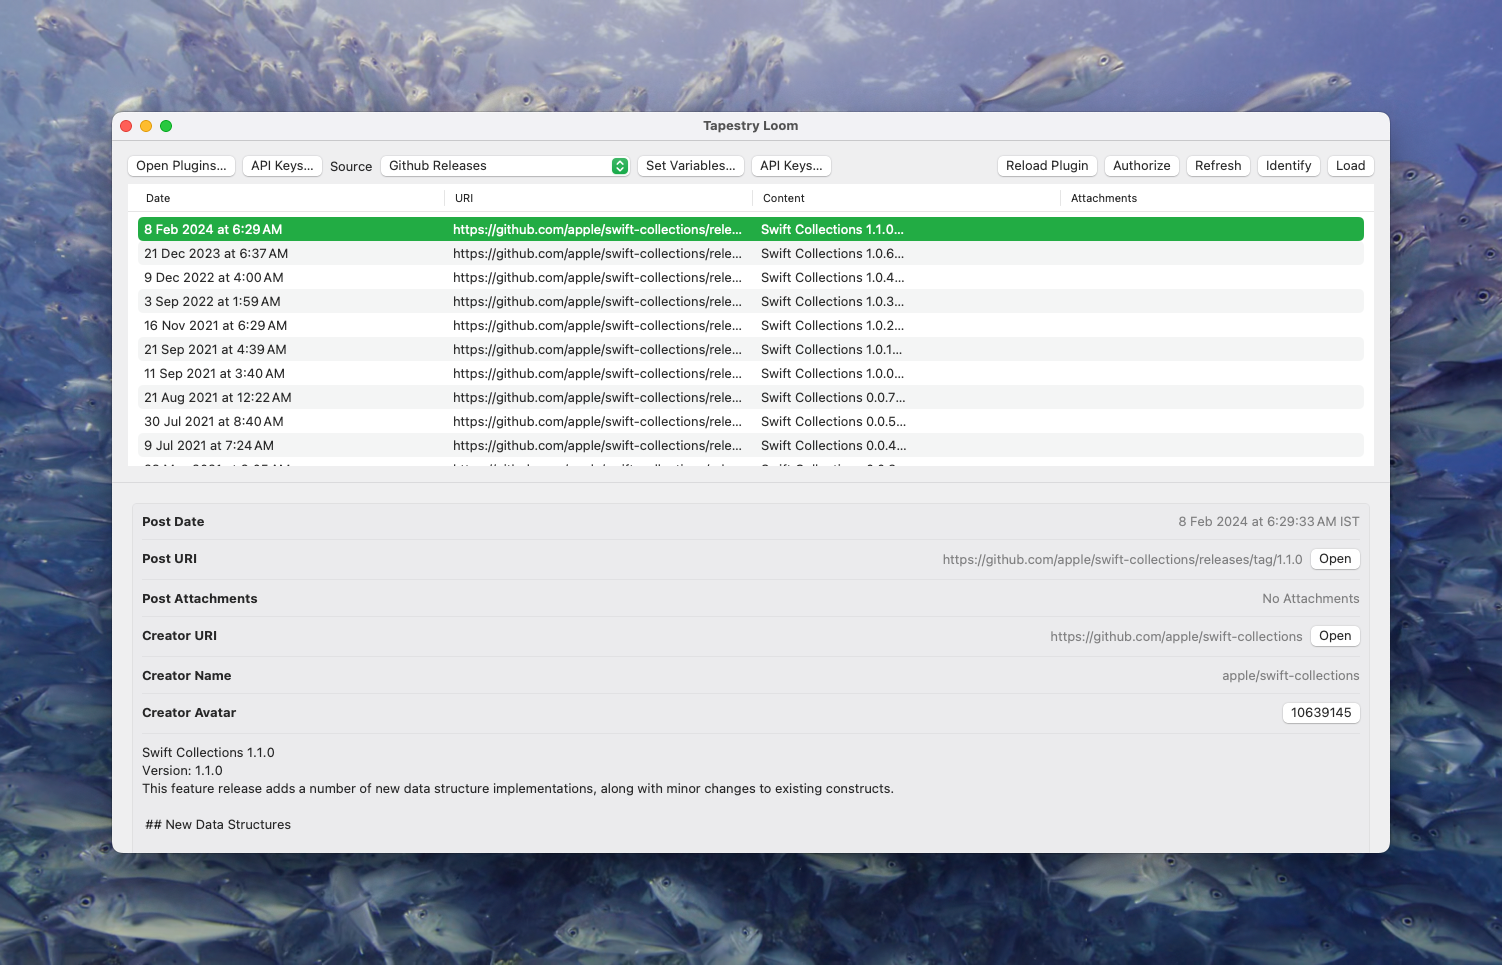 Tapestry Loom
Open Plugins... API Keys... Source Github Releases Set Variables... API Keys... Reload Plugin Authorize Refresh Identify Load
Date URI Content Attachments
8 Feb 2024 at 6:29 AM https://github.com/apple/swift-collections/rele... Swift Collections 1.1.0...
21 Dec 2023 at 6:37 AM https://github.com/apple/swift-collections/rele... Swift Collections 1.0.6...
9 Dec 2022 at 4:00 AM https://github.com/apple/swift-collections/rele... Swift Collections 1.0.4...
3 Sep 2022 at 1:59 AM https://github.com/apple/swift-collections/rele... Swift Collections 1.0.3...
16 Nov 2021 at 6:29 AM https://github.com/apple/swift-collections/rele... Swift Collections 1.0.2...
21 Sep 2021 at 4:39 AM https://github.com/apple/swift-collections/rele... Swift Collections 1.0.1...
11 Sep 2021 at 3:40 AM https://github.com/apple/swift-collections/rele... Swift Collections 1.0.0...
21 Aug 2021 at 12:22 AM https://github.com/apple/swift-collections/rele... Swift Collections 0.0.7...
30 Jul 2021 at 8:40 AM https://github.com/apple/swift-collections/rele... Swift Collections 0.0.5...
9 Jul 2021 at 7:24 AM https://github.com/apple/swift-collections/rele... Swift Collections 0.0.4...
Post Date 8 Feb 2024 at 6:29:33 AM IST
Post URI https://github.com/apple/swift-collections/releases/tag/1.1.0 Open
Post Attachments No Attachments
Creator URI https://github.com/apple/swift-collections Open
Creator Name apple/swift-collections
Creator Avatar 10639145
Swift Collections 1.1.0
Version: 1.1.0
This feature release adds a number of new data structure implementations, along with minor changes to existing constructs.
## New Data Structures